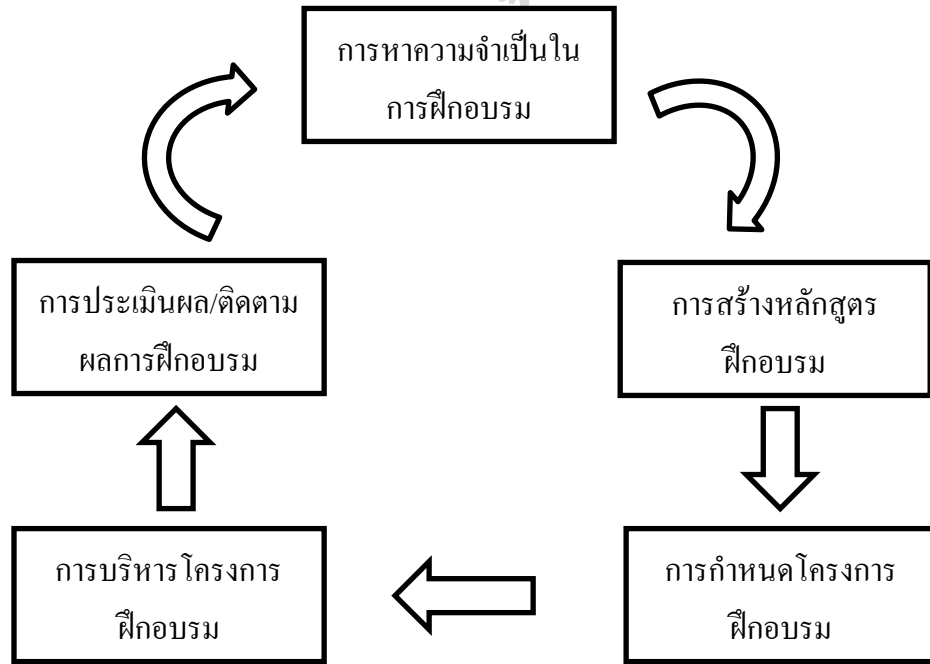 การหาความจำเป็นใน
การฝึกอบรม
การสร้างหลักสูตร
ฝึกอบรม
การกำหนดโครงการ
ฝึกอบรม
การบริหารโครงการ
ฝึกอบรม
การประเมินผล/ติดตาม
ผลการฝึกอบรม